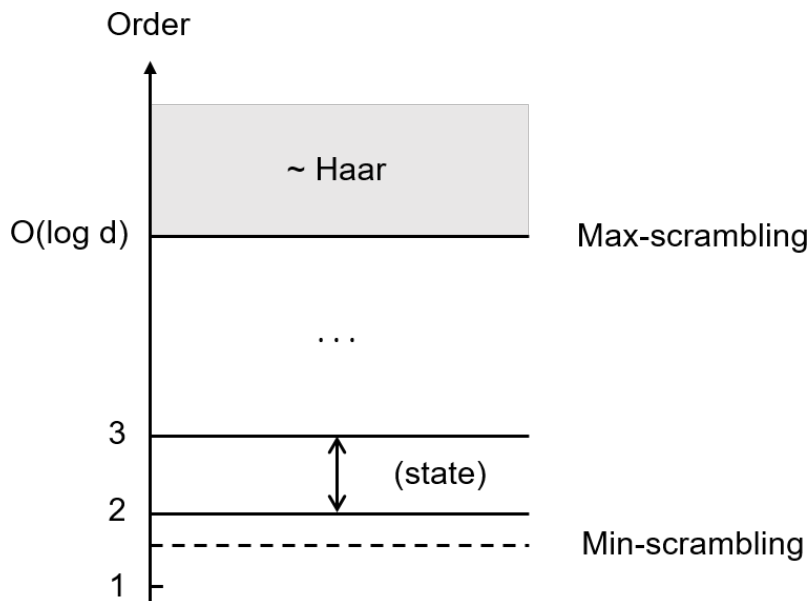 Order
~ Haar
O(log d)
Max-scrambling
...
3
(state)
2
Min-scrambling
1